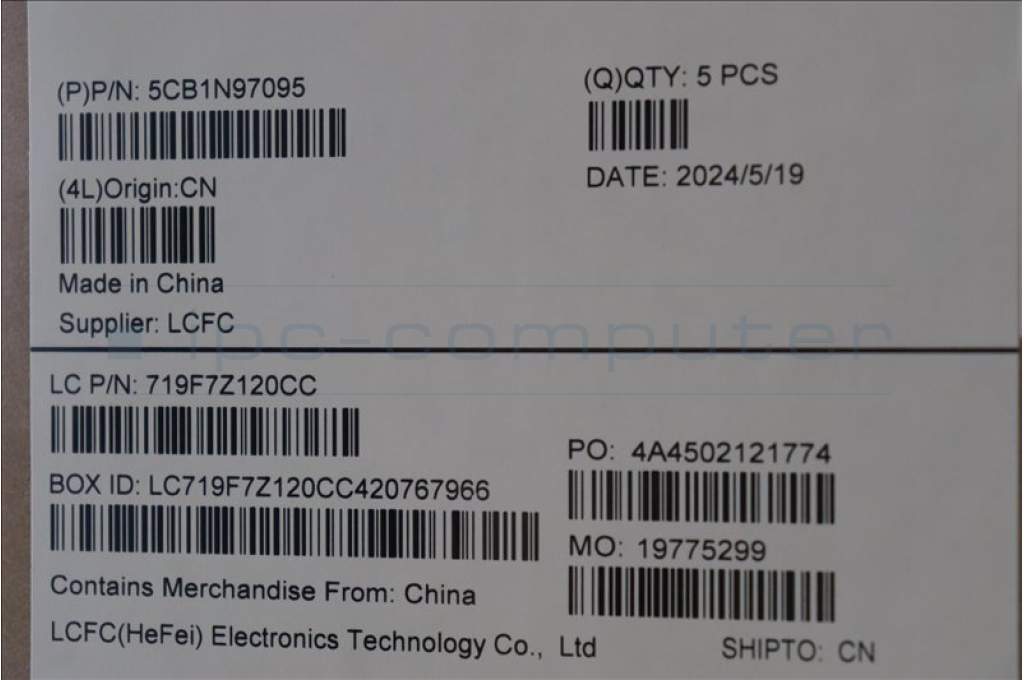 (P)P/N: 5CB1N97095
(Q)QTY: 5 PCS
DATE: 2024/5/19
(4L)Origin:CN
Made in China
Supplier: LCFC
ipc-computer
LC P/N: 719F7Z120CC
PO: 4A4502121774
BOX ID: LC719F7Z120CC420767966
MO: 19775299
Contains Merchandise From: China
LCFC(HeFei) Electronics Technology Co., Ltd
SHIPTO: CN